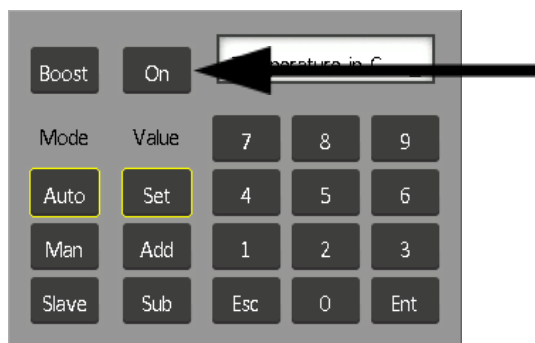 Boost On in C
Mode Value 7 8 9
Auto Set 4 5 6
Man Add 1 2 3
Slave Sub Esc 0 Ent